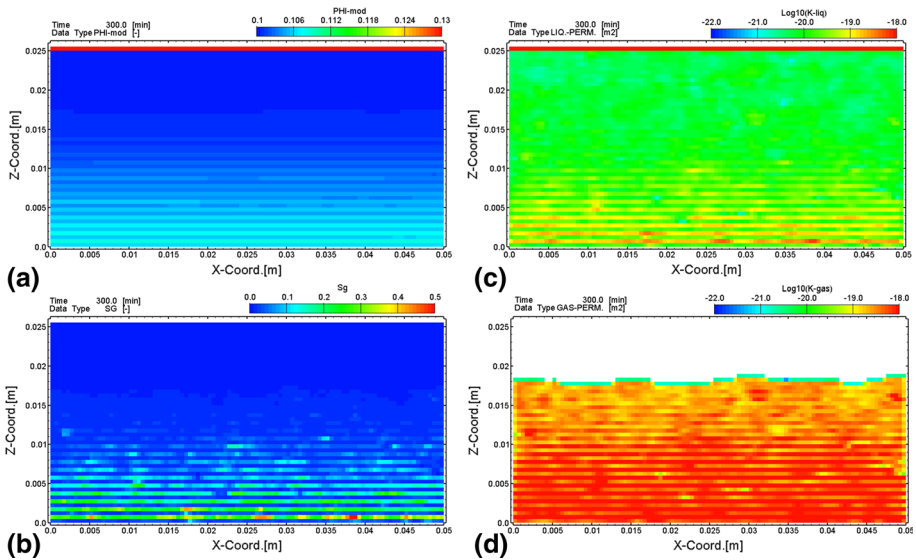 Time 300.0 [min]
Data Type PHI-mod [-]
PHI-mod
0.1 0.106 0.112 0.118 0.124 0.13
Z-Coord.[m]
0.025
0.02
0.015
0.01
0.005
0.0
0.0 0.005 0.01 0.015 0.02 0.025 0.03 0.035 0.04 0.045 0.05
X-Coord.[m]
(a)
Time 300.0 [min]
Data Type LIQ.-PERM. [m2]
Log10(K-liq)
-22.0 -21.0 -20.0 -19.0 -18.0
Z-Coord.[m]
0.025
0.02
0.015
0.01
0.005
0.0
0.0 0.005 0.01 0.015 0.02 0.025 0.03 0.035 0.04 0.045 0.05
X-Coord.[m]
(c)
Time 300.0 [min]
Data Type SG [-]
Sg
0.0 0.1 0.2 0.3 0.4 0.5
Z-Coord.[m]
0.025
0.02
0.015
0.01
0.005
0.0
0.0 0.005 0.01 0.015 0.02 0.025 0.03 0.035 0.04 0.045 0.05
X-Coord.[m]
(b)
Time 300.0 [min]
Data Type GAS-PERM. [m2]
Log10(K-gas)
-22.0 -21.0 -20.0 -19.0 -18.0
Z-Coord.[m]
0.025
0.02
0.015
0.01
0.005
0.0
0.0 0.005 0.01 0.015 0.02 0.025 0.03 0.035 0.04 0.045 0.05
X-Coord.[m]
(d)